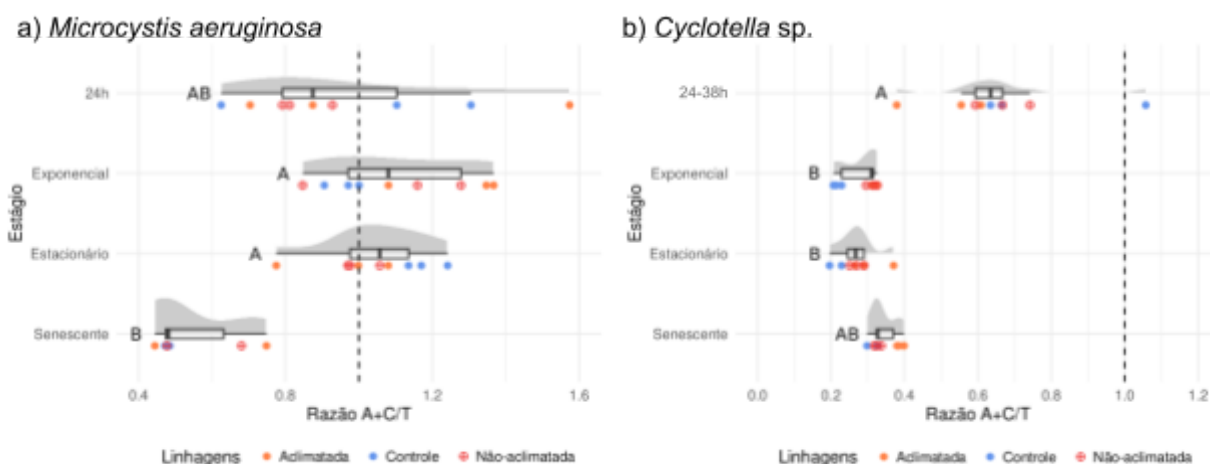 a) Microcystis aeruginosa
24h
AB
Exponencial
A
Estacionário
A
Senescente
B
Estágio
0.4 0.8 1.2 1.6
Razão A+C/T
Linhagens Aclimatada Controle Não-aclimatada
b) Cyclotella sp.
24-38h
A
Exponencial
B
Estacionário
B
Senescente
AB
Estágio
0.0 0.2 0.4 0.6 0.8 1.0 1.2
Razão A+C/T
Linhagens Aclimatada Controle Não-aclimatada